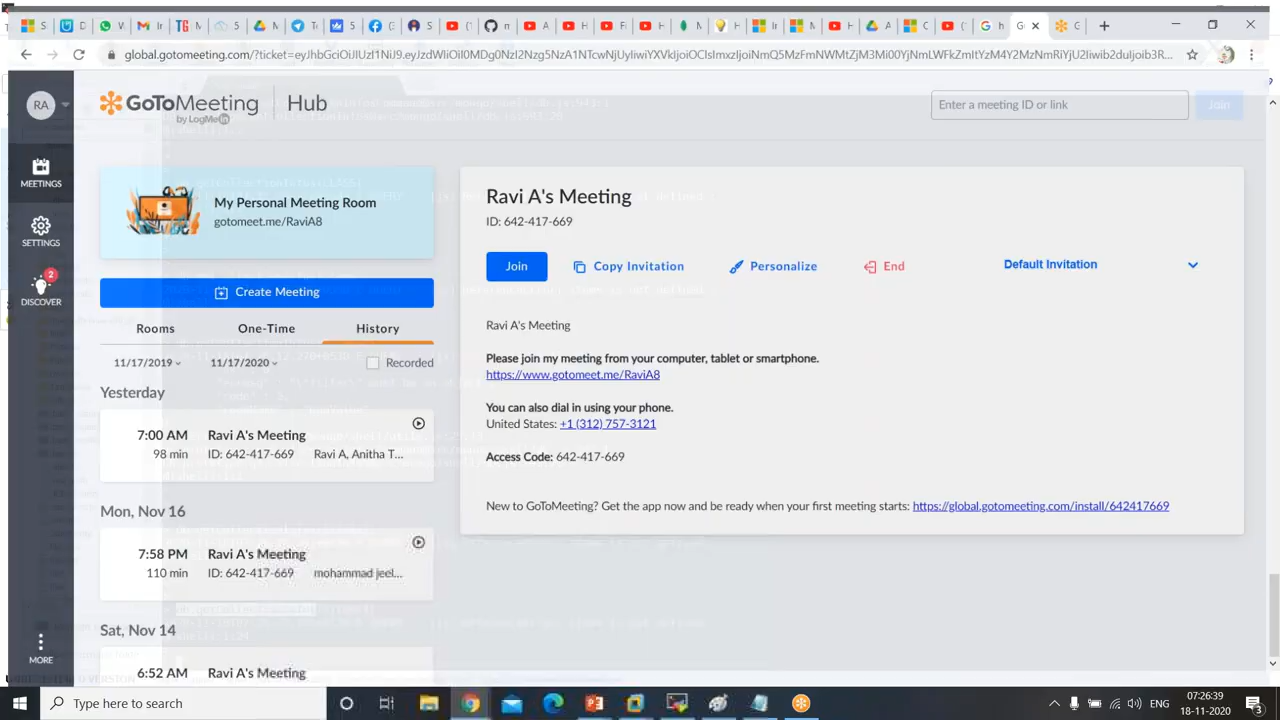 global.gotomeeting.com/?ticket=eyJhbGciOiJIUzI1NiJ9.eyJzdWIiOiI0MDg0NzI2Nzg5NzA1NTcwNjUyIiwiYXVkIjoiOCIsImxzIjoiNmQ5MzFmNWMtZjM3Mi00YjNmLWFkZmItYzM4Y2MzNmRiYjU2Iiwib2duIjoib3R...
RA
GoToMeeting Hub
by LogMeIn
Enter a meeting ID or link
Join
MEETINGS
SETTINGS
2
DISCOVER
MORE
My Personal Meeting Room
gotomeet.me/RaviA8
Create Meeting
Rooms One-Time History
11/17/2019 11/17/2020 Recorded
Yesterday
7:00 AM Ravi A's Meeting
98 min ID: 642-417-669 Ravi A, Anitha T...
Mon, Nov 16
7:58 PM Ravi A's Meeting
110 min ID: 642-417-669 mohammad jeel...
Sat, Nov 14
6:52 AM Ravi A's Meeting
Ravi A's Meeting
ID: 642-417-669
Join Copy Invitation Personalize End Default Invitation
Ravi A's Meeting
Please join my meeting from your computer, tablet or smartphone.
https://www.gotomeet.me/RaviA8
You can also dial in using your phone.
United States: +1 (312) 757-3121
Access Code: 642-417-669
New to GoToMeeting? Get the app now and be ready when your first meeting starts: https://global.gotomeeting.com/install/642417669
Type here to search
ENG
07:26:39
18-11-2020
3